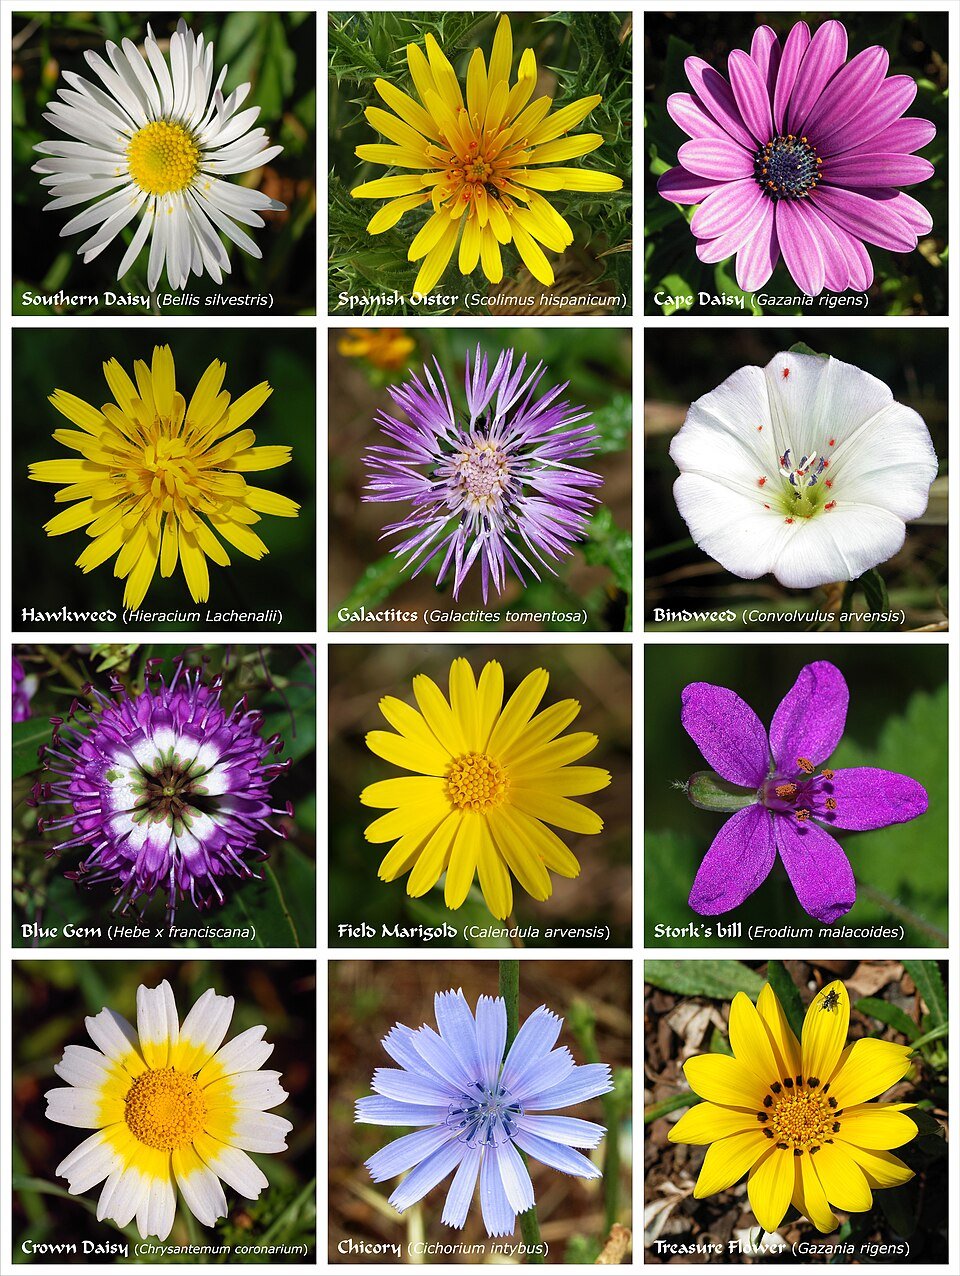 Southern Daisy (Bellis silvestris)
Spanish Oister (Scolimus hispanicum)
Cape Daisy (Gazania rigens)
Hawkweed (Hieracium Lachenalii)
Galactites (Galactites tomentosa)
Bindweed (Convolvulus arvensis)
Blue Gem (Hebe x franciscana)
Field Marigold (Calendula arvensis)
Stork's bill (Erodium malacoides)
Crown Daisy (Chrysantemum coronarium)
Chicory (Cichorium intybus)
Treasure Flower (Gazania rigens)